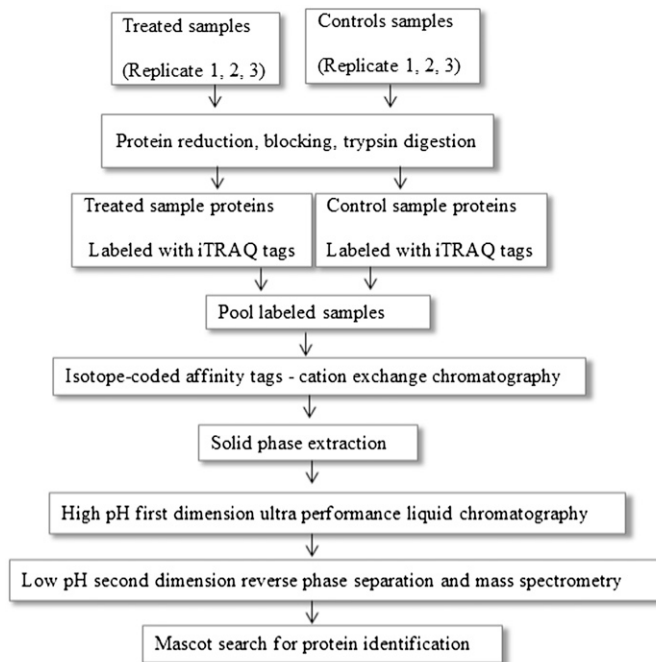 Treated samples
(Replicate 1, 2, 3)
Controls samples
(Replicate 1, 2, 3)
Protein reduction, blocking, trypsin digestion
Treated sample proteins
Labeled with iTRAQ tags
Control sample proteins
Labeled with iTRAQ tags
Pool labeled samples
Isotope-coded affinity tags - cation exchange chromatography
Solid phase extraction
High pH first dimension ultra performance liquid chromatography
Low pH second dimension reverse phase separation and mass spectrometry
Mascot search for protein identification